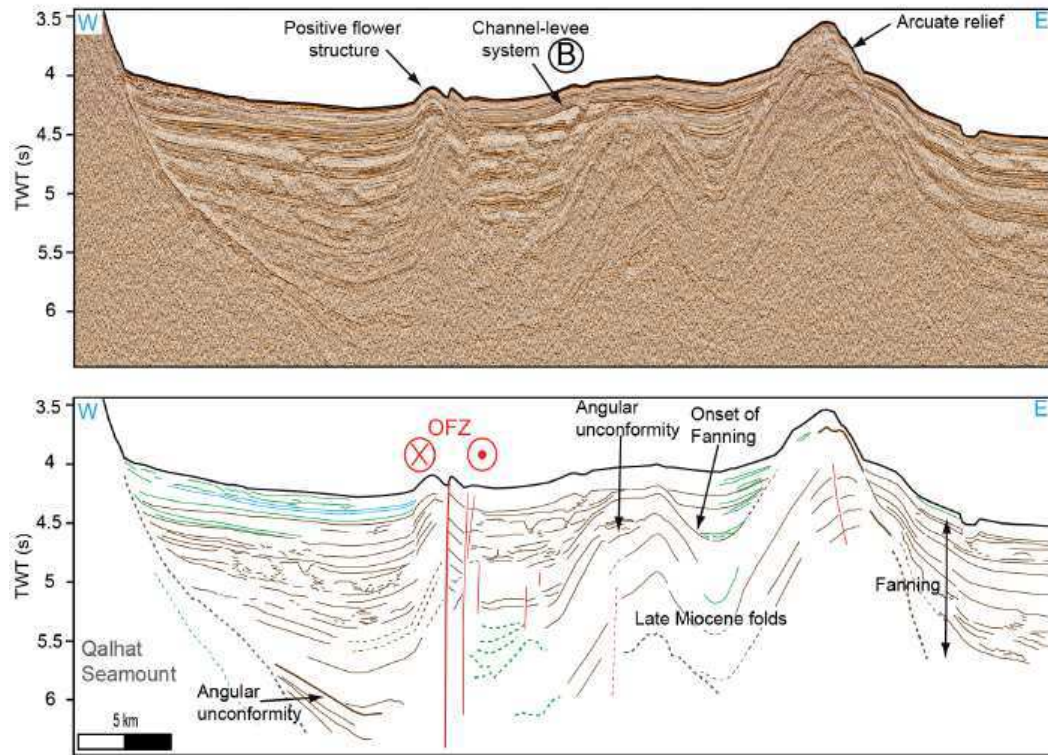 3.5
W
Positive flower
structure
Channel-levee
system
B
Arcuate relief
E
4
4.5
5
5.5
6
TWT (s)
3.5
W
OFZ
Angular
unconformity
Onset of
Fanning
E
4
4.5
5
5.5
6
TWT (s)
Fanning
Late Miocene folds
Qalhat
Seamount
Angular
unconformity
5 km